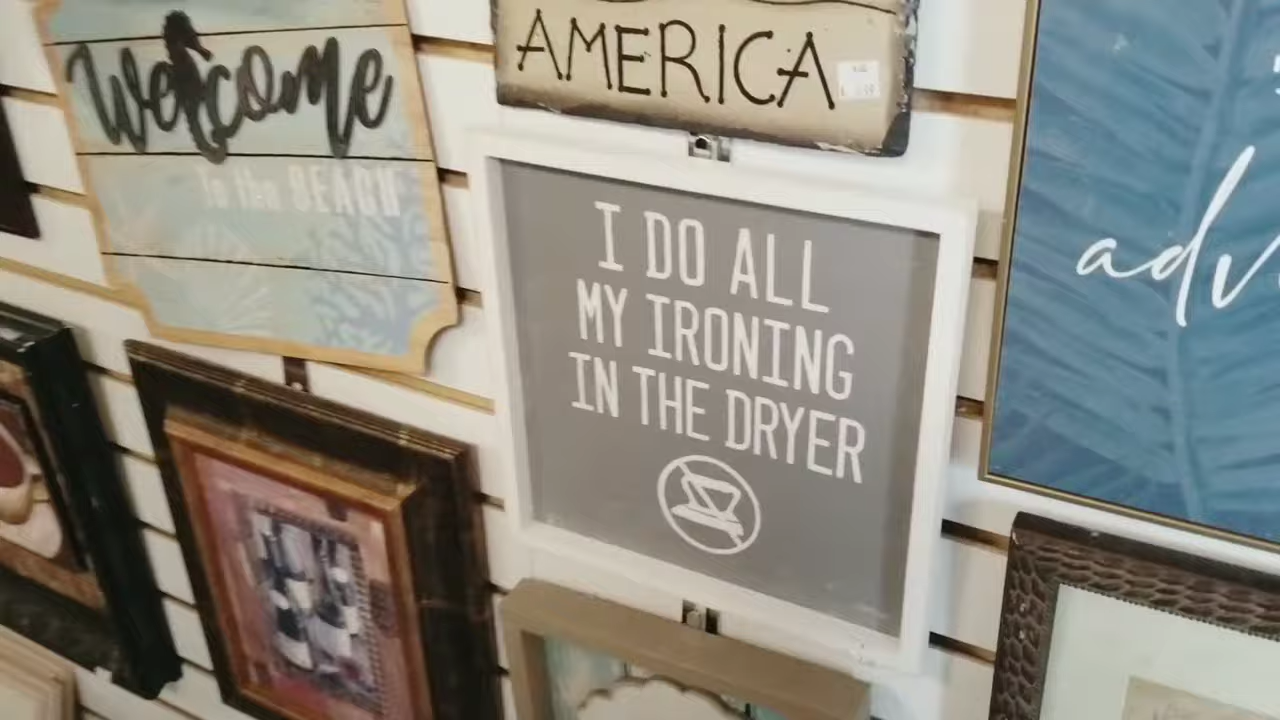 Welcome
To the BEACH
AMERICA
I DO ALL
MY IRONING
IN THE DRYER
adv